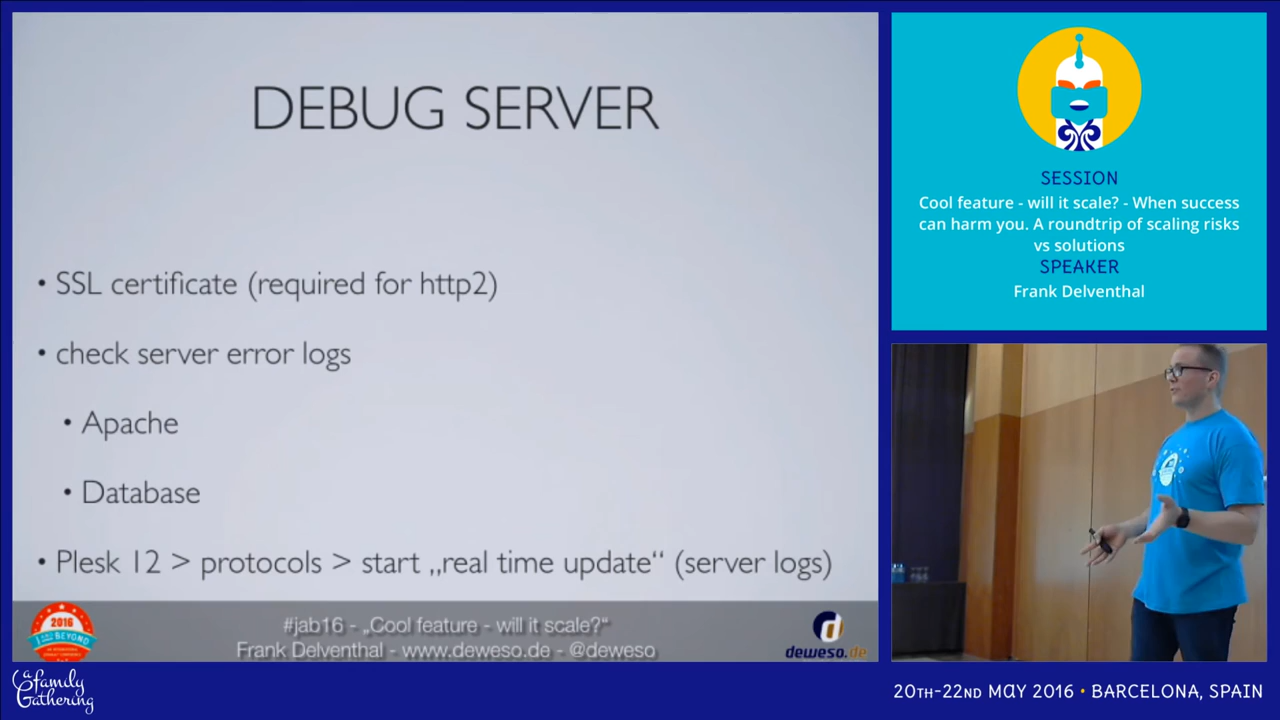 DEBUG SERVER
• SSL certificate (required for http2)
• check server error logs
• Apache
• Database
• Plesk 12 > protocols > start „real time update“ (server logs)
2016
#jab16 - „Cool feature - will it scale?“
Frank Delventhal - www.deweso.de - @deweso
deweso.de
SESSION
Cool feature - will it scale? - When success
can harm you. A roundtrip of scaling risks
vs solutions
SPEAKER
Frank Delventhal
a family
Gathering
20TH-22ND MAY 2016 • BARCELONA, SPAIN